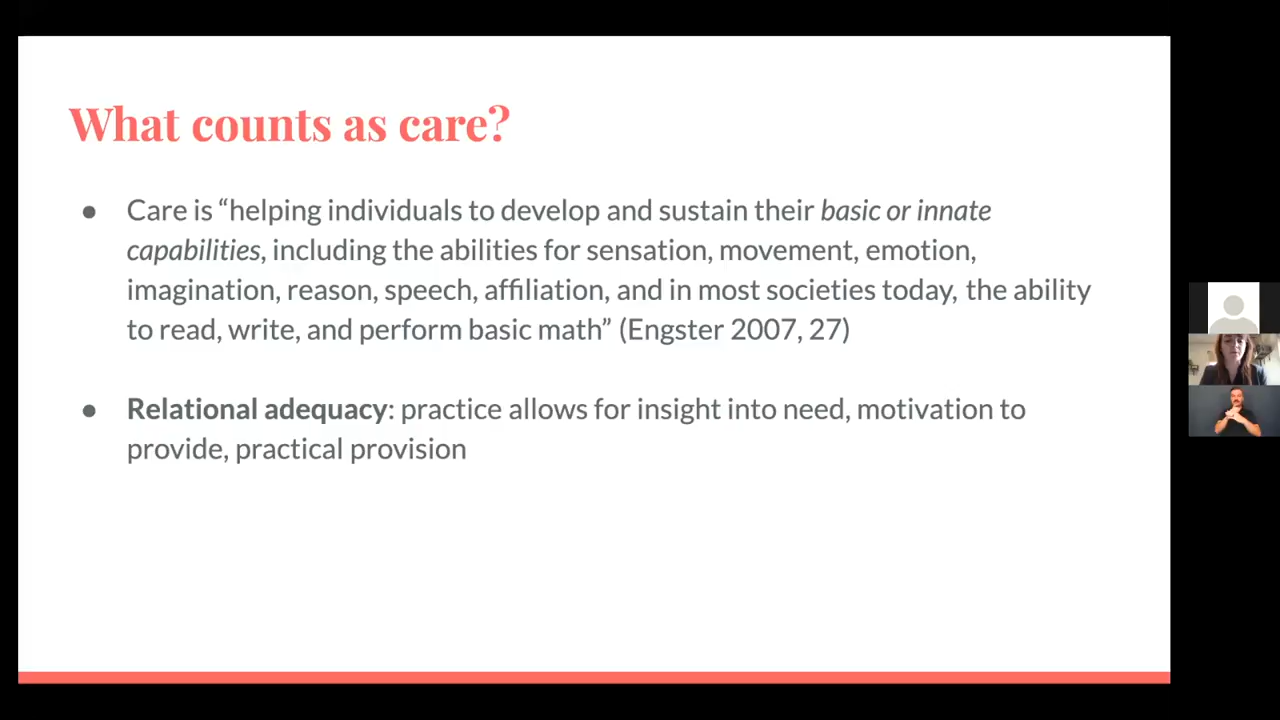 What counts as care?
● Care is “helping individuals to develop and sustain their basic or innate
capabilities, including the abilities for sensation, movement, emotion,
imagination, reason, speech, affiliation, and in most societies today, the ability
to read, write, and perform basic math” (Engster 2007, 27)
● Relational adequacy: practice allows for insight into need, motivation to
provide, practical provision